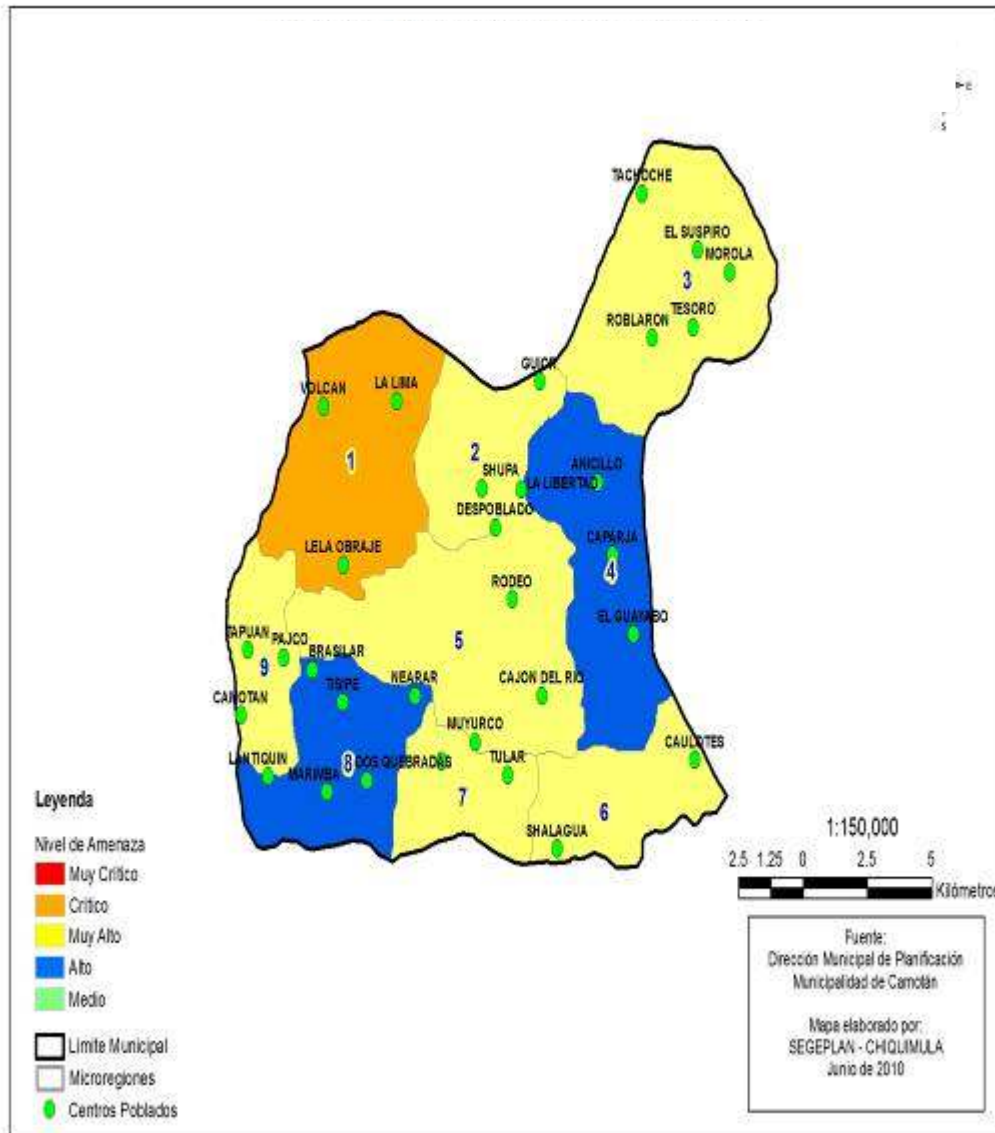 E
S
TACHOCHE
EL SUSPIRO
MOROLA
3
TESORO
ROBLARON
GUIOR
VOLCAN
LA LIMA
1
2
SHUPA
ANICILLO
LA LIBERTAD
DESPOBLADO
LELA OBRAJE
CAPARJA
4
RODEO
EL GUAYABO
TAPUAN
PAJCO
BRASILAR
5
9
TISIPE
NEARAR
CAJON DEL RIO
CAMOTAN
MUYURCO
CAULOTES
LANTIQUIN
MARIMBA
8
DOS QUEBRADAS
TULAR
7
6
SHALAGUA
Leyenda
Nivel de Amenaza
Muy Crítico
Crítico
Muy Alto
Alto
Medio
Limite Municipal
Microregiones
Centros Poblados
1:150,000
2.5 1.25 0 2.5 5
Kilómetros
Fuente:
Dirección Municipal de Planificación
Municipalidad de Camotán
Mapa elaborado por:
SEGEPLAN - CHIQUIMULA
Junio de 2010